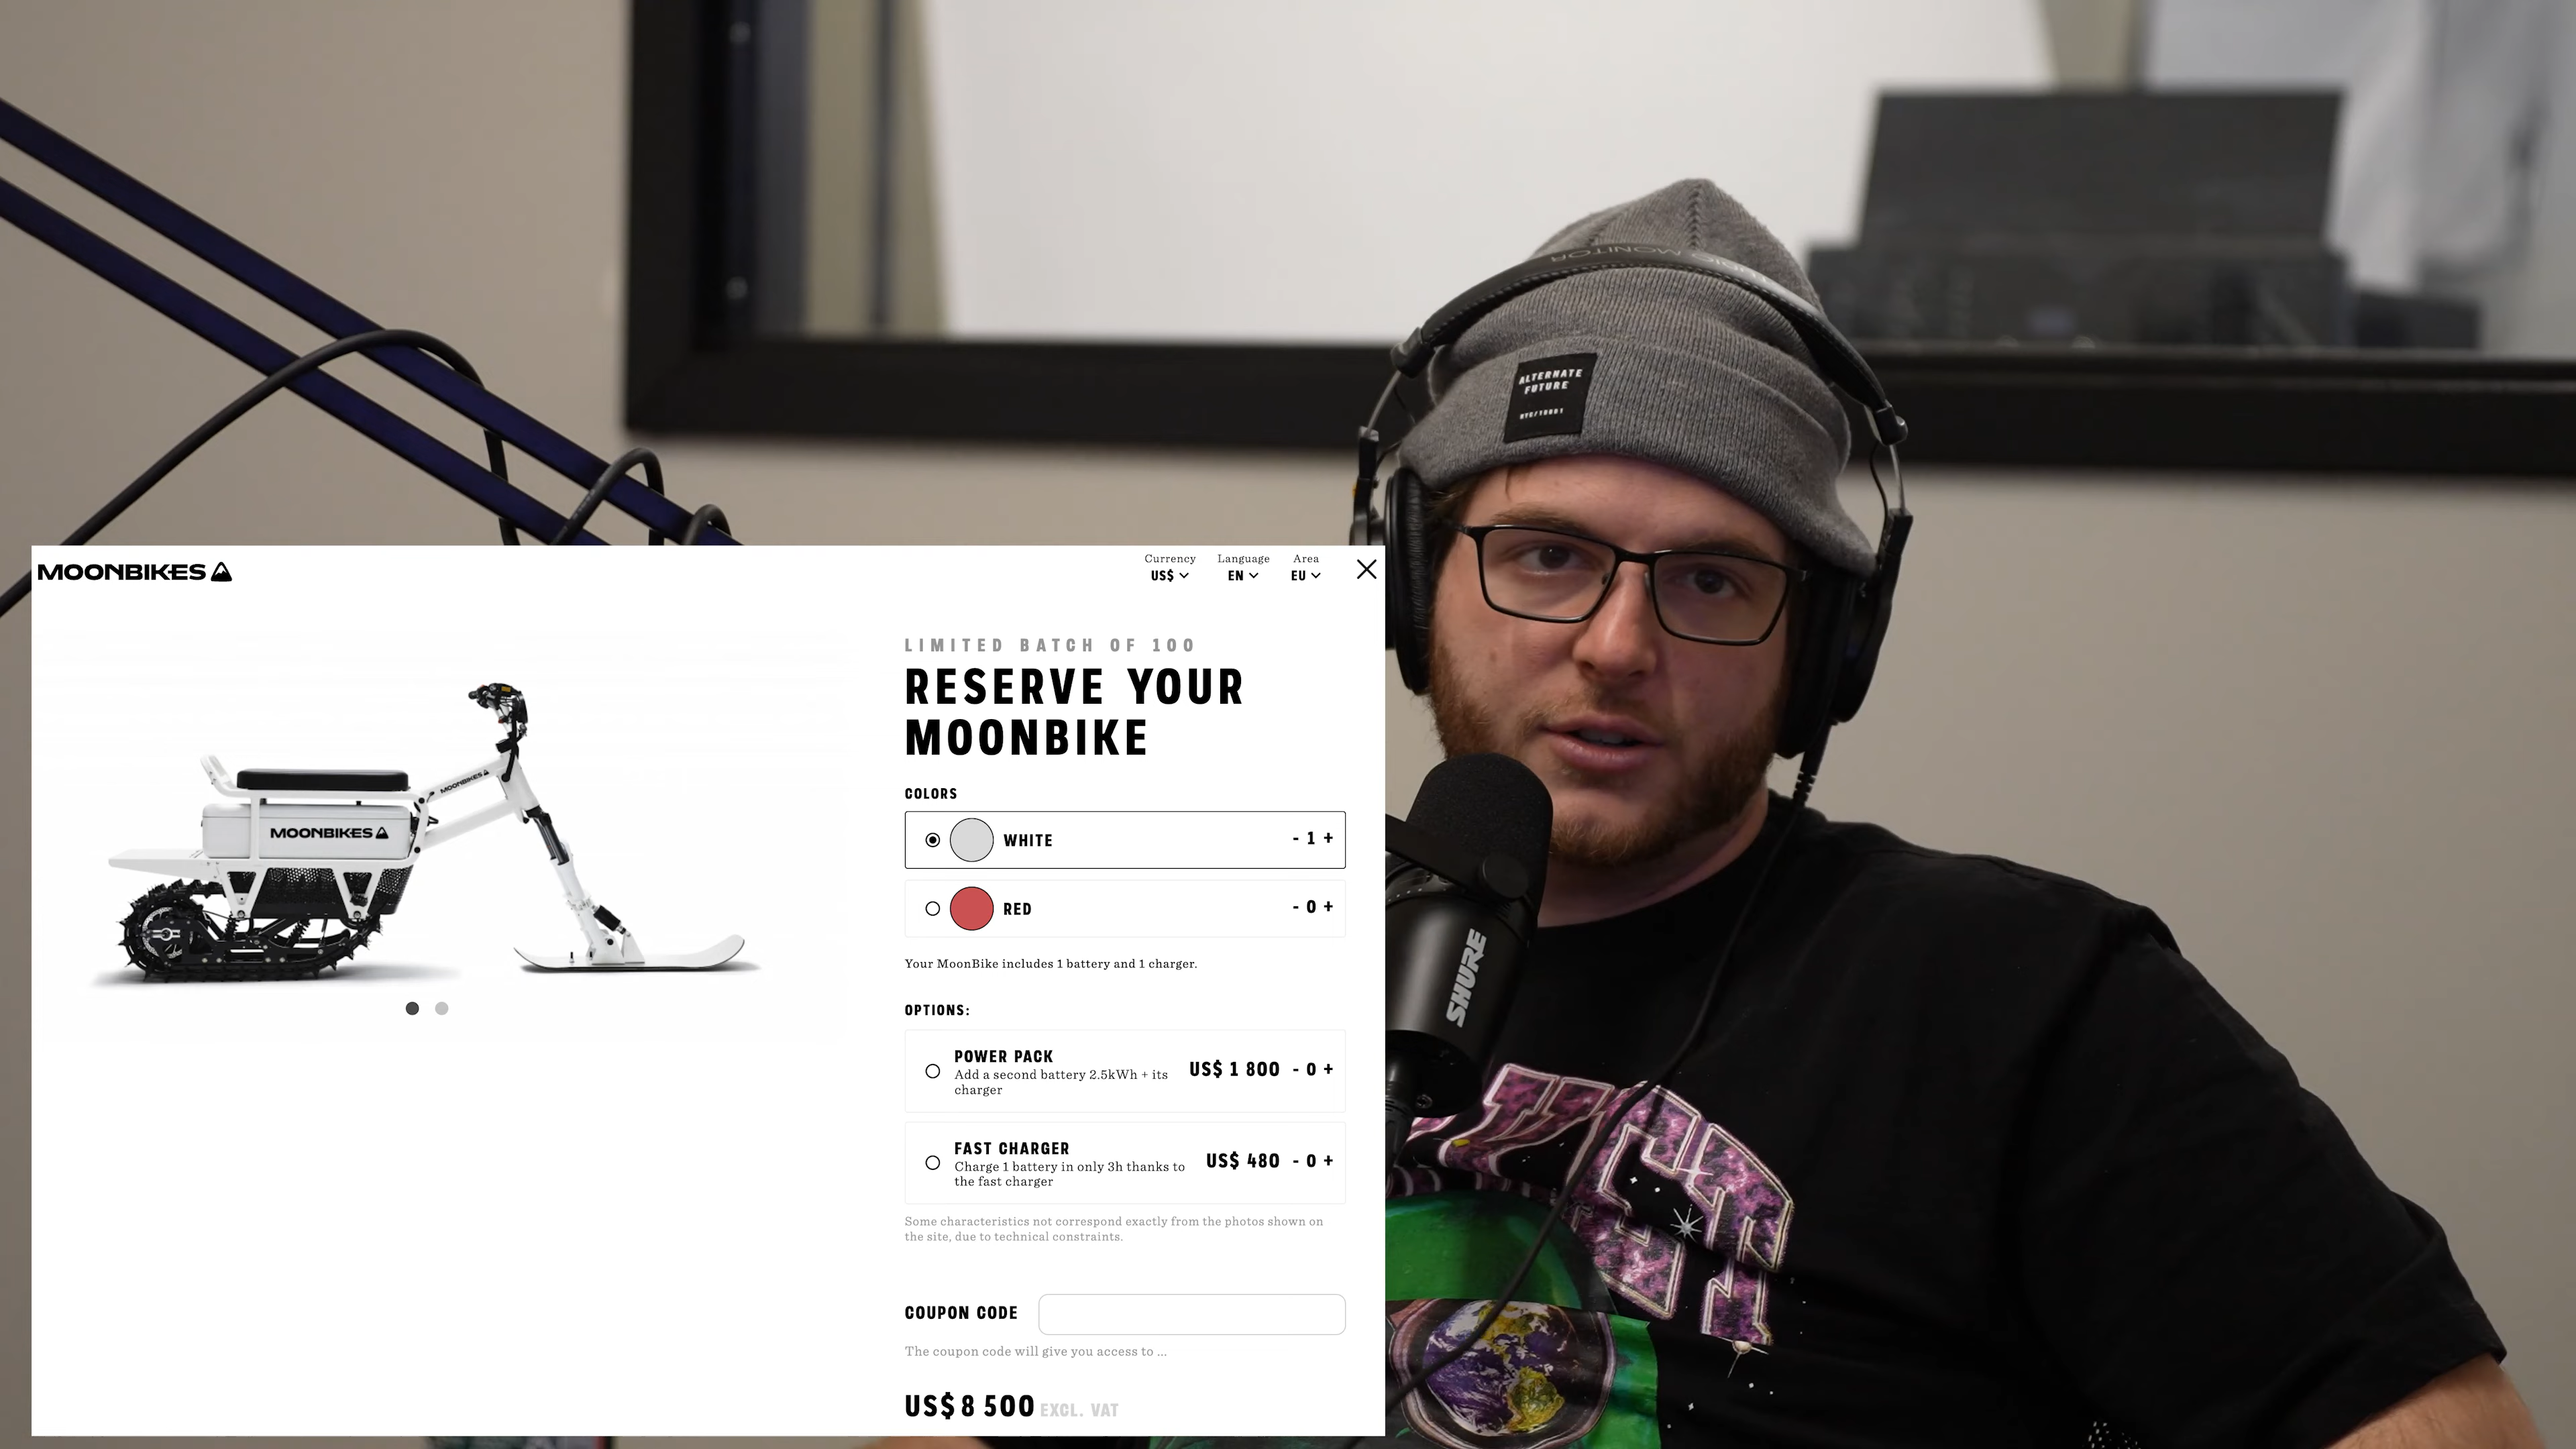 MOONBIKES
Currency
US$
Language
EN
Area
EU
LIMITED BATCH OF 100
RESERVE YOUR
MOONBIKE
COLORS
WHITE - 1 +
RED - 0 +
Your MoonBike includes 1 battery and 1 charger.
OPTIONS:
POWER PACK
Add a second battery 2.5kWh + its
charger
US$ 1 800 - 0 +
FAST CHARGER
Charge 1 battery in only 3h thanks to
the fast charger
US$ 480 - 0 +
Some characteristics not correspond exactly from the photos shown on
the site, due to technical constraints.
COUPON CODE
The coupon code will give you access to ...
US$ 8 500 EXCL. VAT
MOONBIKES
MOONBIKES
MONITOR
ALTERNATE
FUTURE
NYC/10001
SHURE